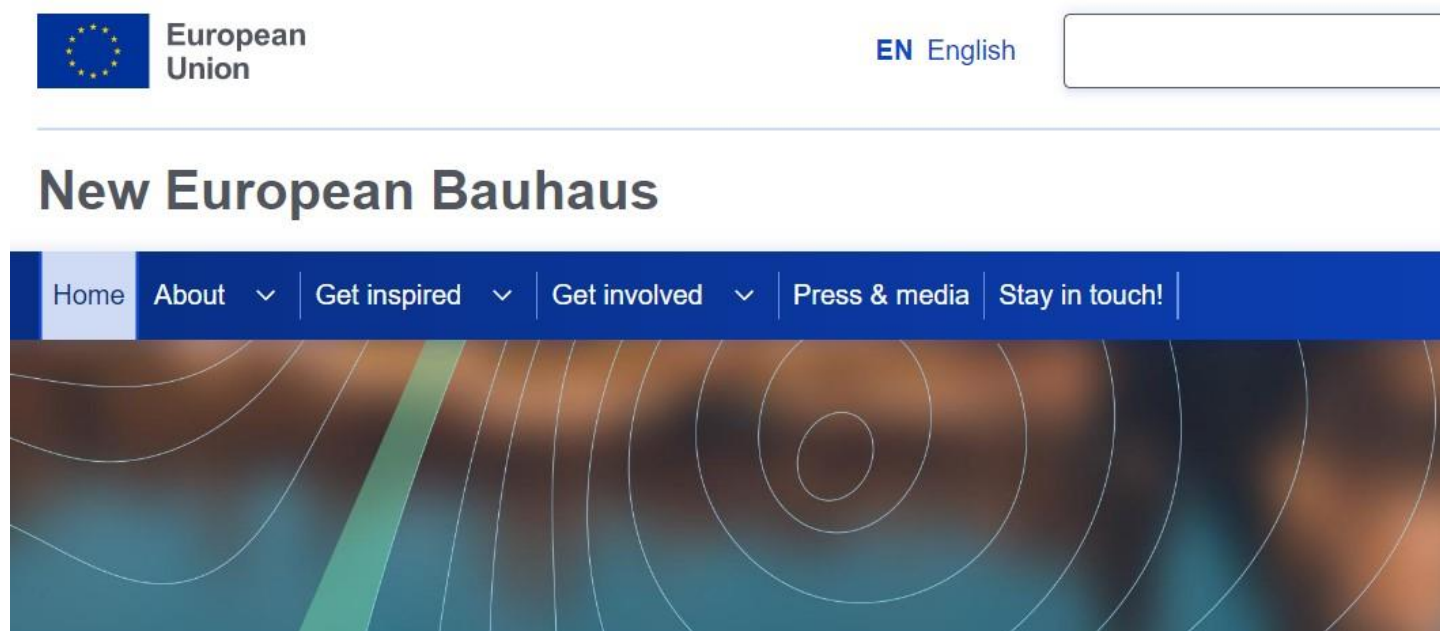 European
Union
EN English
New European Bauhaus
Home About Get inspired Get involved Press & media Stay in touch!